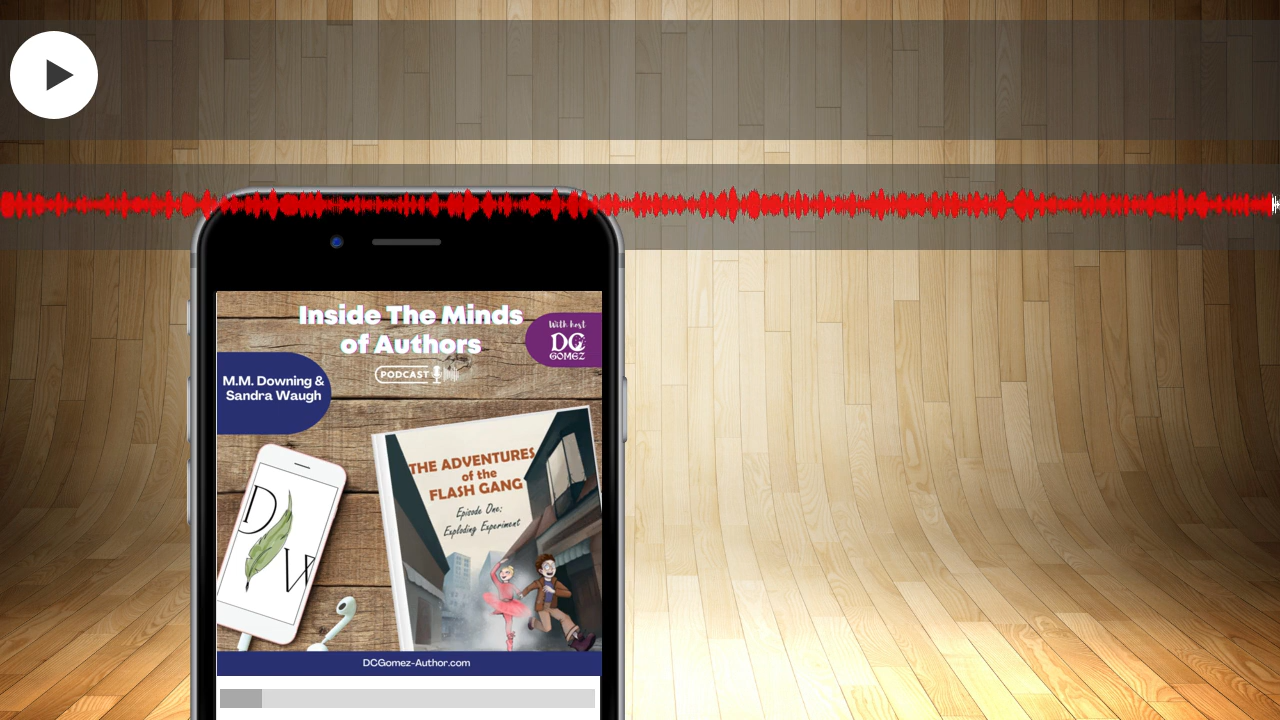 Inside The Minds
of Authors
PODCAST
With host
DC
GOMEZ
M.M. Downing &
Sandra Waugh
THE ADVENTURES
of the
FLASH GANG
Episode One:
Exploding Experiment
D
W
DCGomez-Author.com